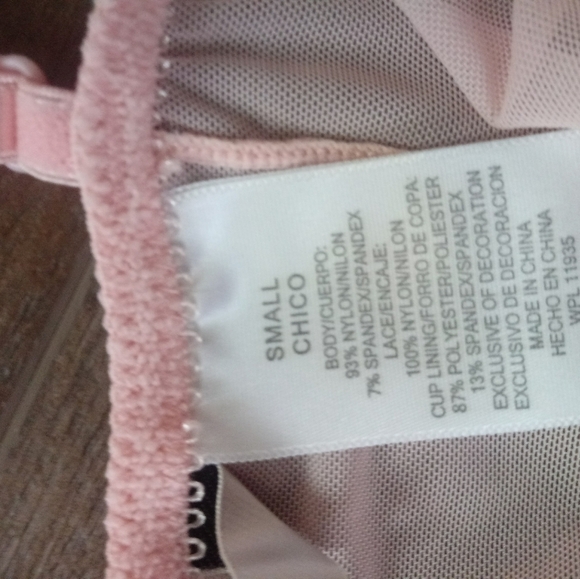 SMALL
CHICO
BODY/CUERPO:
93% NYLON/NILON
7% SPANDEX/SPANDEX
LACE/ENCAJE:
100% NYLON/NILON
CUP LINING/FORRO DE COPA:
87% POLYESTER/POLIESTER
13% SPANDEX/SPANDEX
EXCLUSIVE OF DECORATION
EXCLUSIVO DE DECORACION
MADE IN CHINA
HECHO EN CHINA
WPL 11935